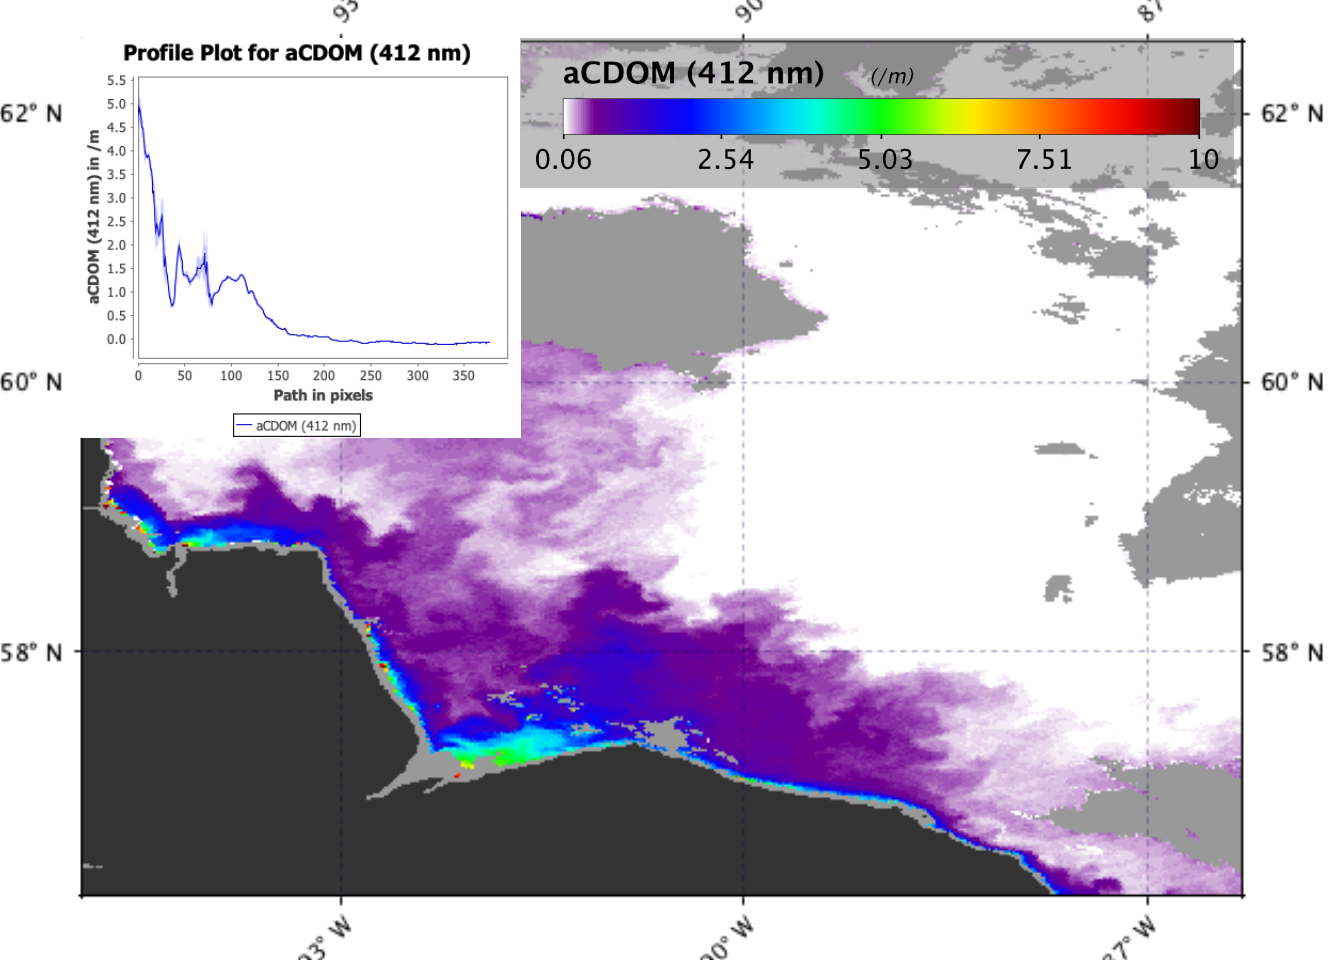 90
87
Profile Plot for aCDOM (412 nm)
aCDOM (412 nm) (/m)
0.06 2.54 5.03 7.51 10
62° N
62° N
5.5
5.0
4.5
4.0
3.5
3.0
2.5
2.0
1.5
1.0
0.5
0.0
aCDOM (412 nm) in /m
0 50 100 150 200 250 300 350
Path in pixels
aCDOM (412 nm)
60° N
60° N
58° N
58° N
° W
° W
° W